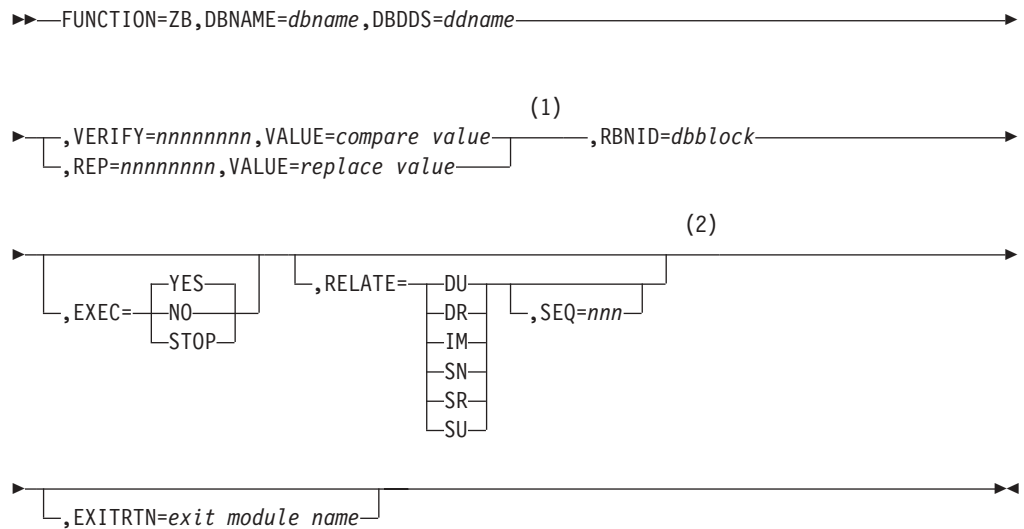 FUNCTION=ZB,DBNAME=dbname,DBDDS=ddname
(1)
,VERIFY=nnnnnnnn,VALUE=compare value ,RBNID=dbblock
,REP=nnnnnnnn,VALUE=replace value
(2)
,EXEC= YES
NO
STOP
,RELATE= DU
DR
IM
SN
SR
SU
,SEQ=nnn
,EXITRTN=exit module name